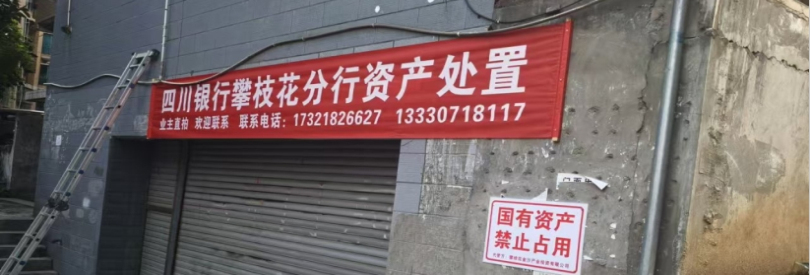 四川银行攀枝花分行资产处置
业主直拍 欢迎联系 联系电话：17321826627 13330718117
国有资产
禁止占用